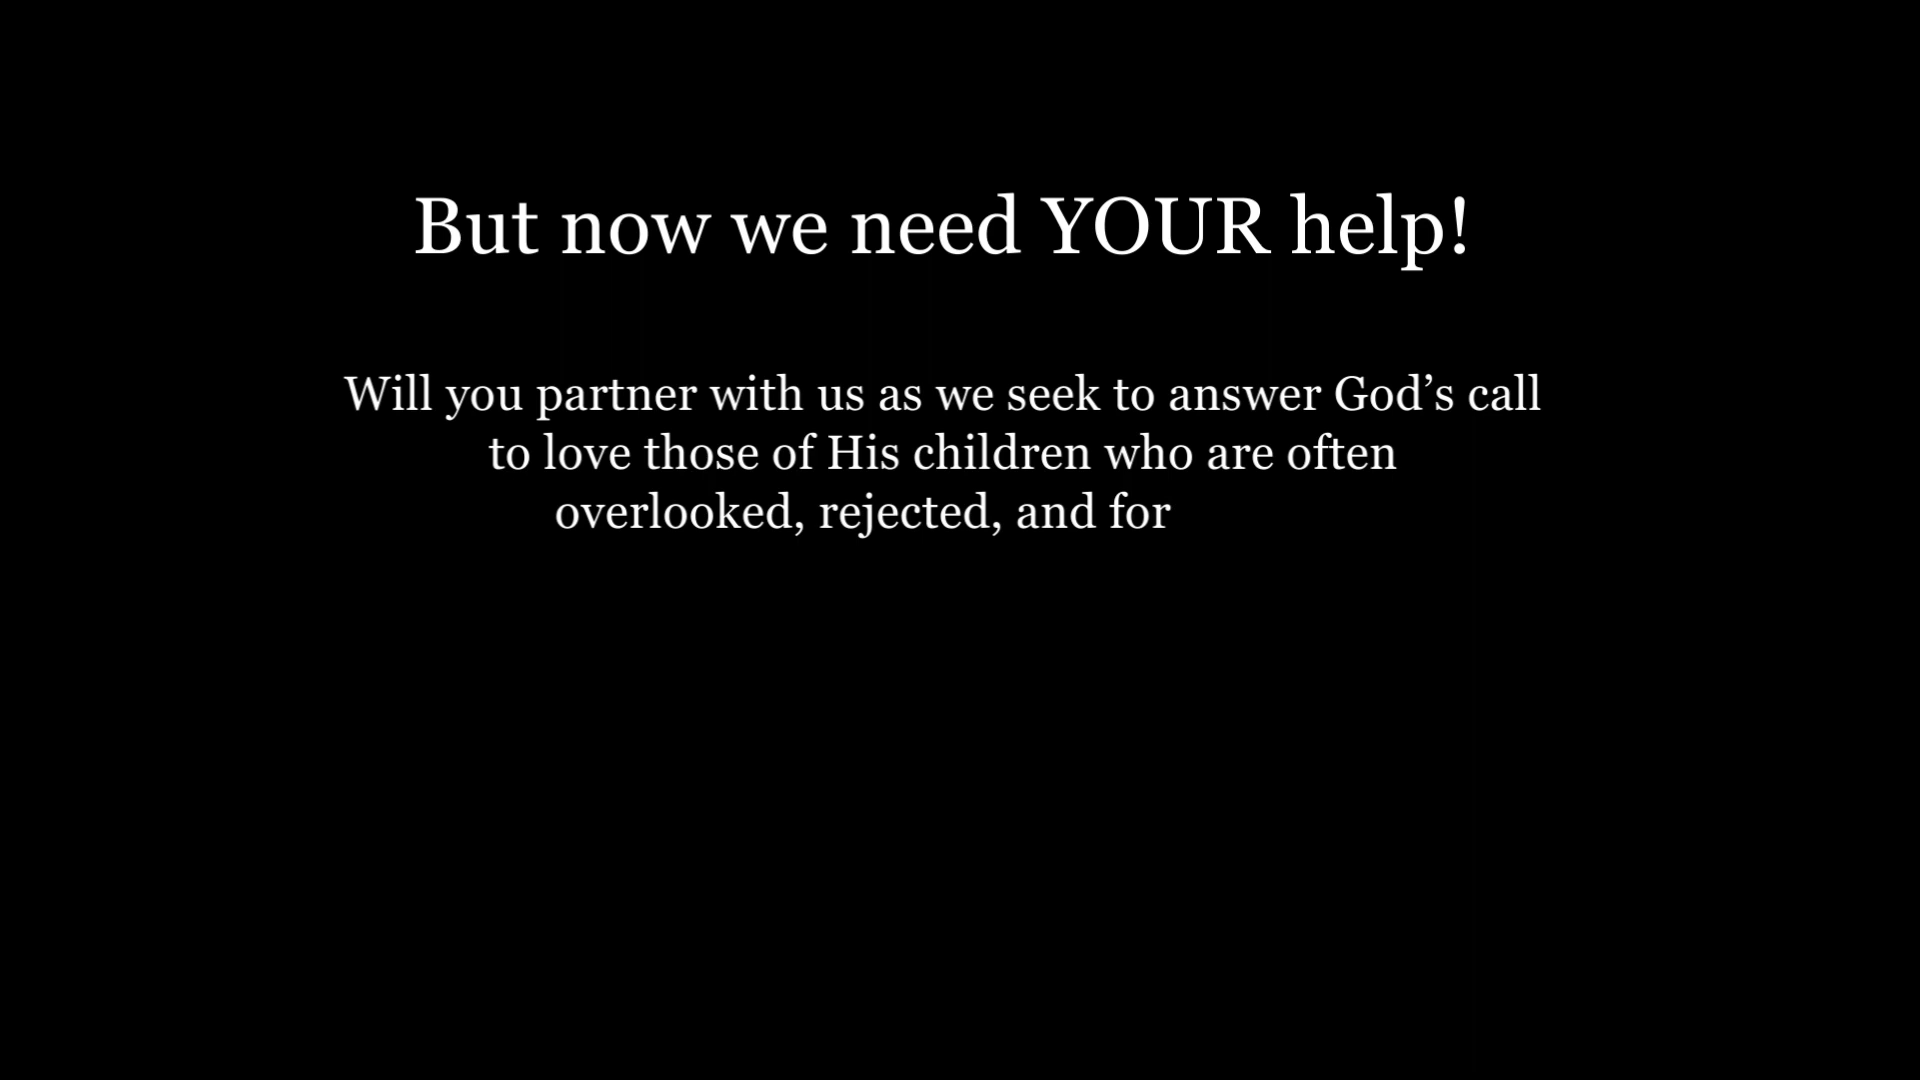 But now we need YOUR help!
Will you partner with us as we seek to answer God’s call
to love those of His children who are often
overlooked, rejected, and for